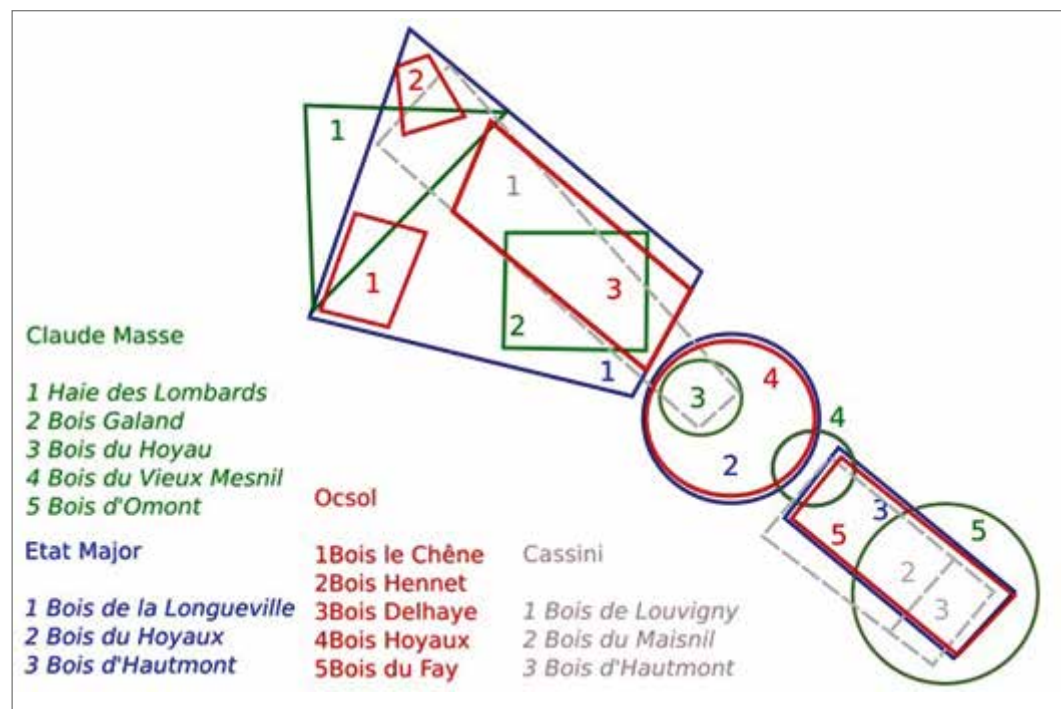 2
1
1
1
3
2
1
3
4
2
4
3
5
5
2
3
Claude Masse
1 Haie des Lombards
2 Bois Galand
3 Bois du Hoyau
4 Bois du Vieux Mesnil
5 Bois d'Omont
Etat Major
1 Bois de la Longueville
2 Bois du Hoyaux
3 Bois d'Hautmont
Ocsol
1Bois le Chêne
2Bois Hennet
3Bois Delhaye
4Bois Hoyaux
5Bois du Fay
Cassini
1 Bois de Louvigny
2 Bois du Maisnil
3 Bois d'Hautmont